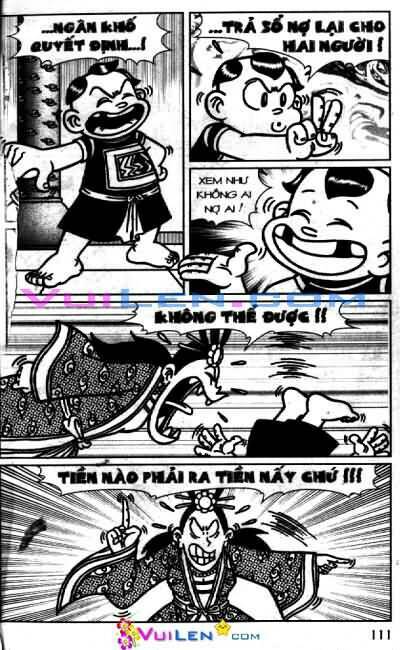 ...NGÂN KHỐ
QUYẾT ĐỊNH...!
...TRẢ SỔ NỢ LẠI CHO
HAI NGƯỜI!
XEM NHƯ
KHÔNG AI
NỢ AI!
VUILEN.COM
KHÔNG THỂ ĐƯỢC!!
TIỀN NÀO PHẢI RA TIỀN NẤY CHỨ!!!
VUILEN.COM
111